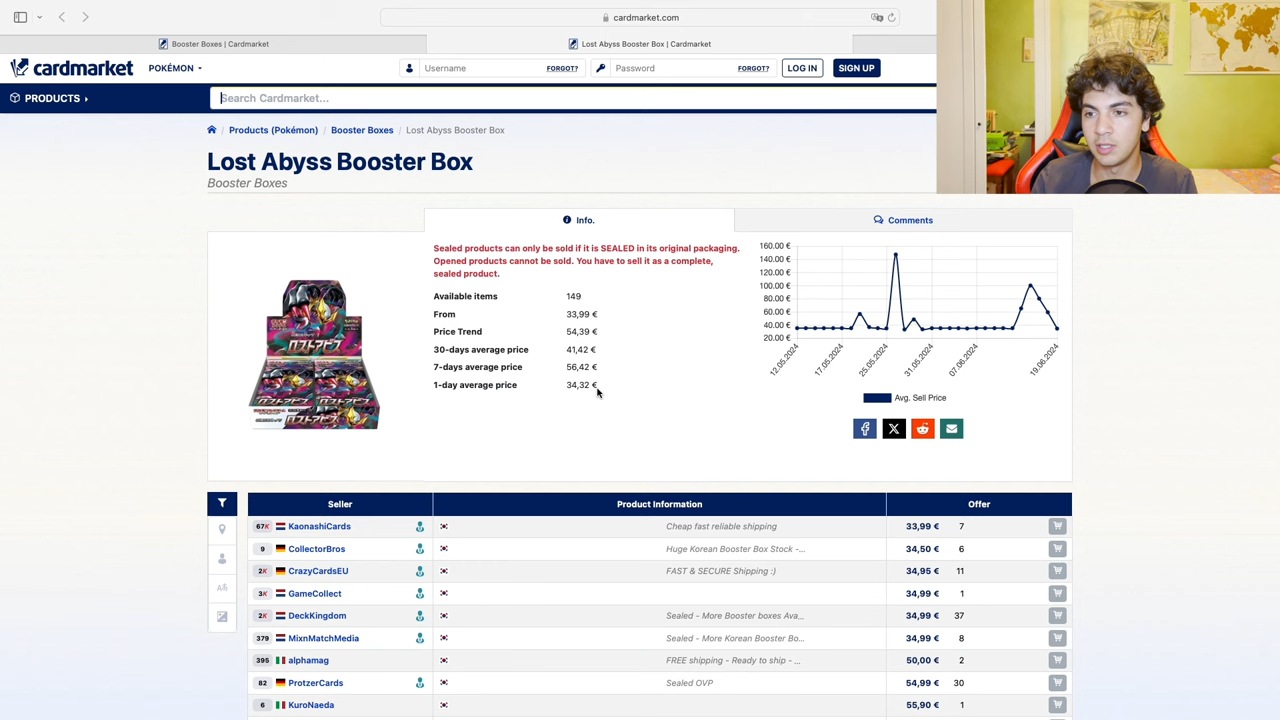 cardmarket.com
Booster Boxes | Cardmarket
Lost Abyss Booster Box | Cardmarket
cardmarket
POKÉMON
Username
FORGOT?
Password
FORGOT?
LOG IN
SIGN UP
PRODUCTS
Search Cardmarket...
/ Products (Pokémon) / Booster Boxes / Lost Abyss Booster Box
Lost Abyss Booster Box
Booster Boxes
Info.
Comments
Sealed products can only be sold if it is SEALED in its original packaging.
Opened products cannot be sold. You have to sell it as a complete,
sealed product.
Available items 149
From 33,99 €
Price Trend 54,39 €
30-days average price 41,42 €
7-days average price 56,42 €
1-day average price 34,32 €
160.00 €
140.00 €
120.00 €
100.00 €
80.00 €
60.00 €
40.00 €
20.00 €
12.05.2024
17.05.2024
25.05.2024
31.05.2024
07.06.2024
19.06.2024
Avg. Sell Price
ロストアビス
Seller Product Information Offer
67K KaonashiCards Cheap fast reliable shipping 33,99 € 7
9 CollectorBros Huge Korean Booster Box Stock -... 34,50 € 6
2K CrazyCardsEU FAST & SECURE Shipping :) 34,95 € 11
3K GameCollect 34,99 € 1
2K DeckKingdom Sealed - More Booster boxes Ava... 34,99 € 37
379 MixnMatchMedia Sealed - More Korean Booster Bo... 34,99 € 8
395 alphamag FREE shipping - Ready to ship - ... 50,00 € 2
82 ProtzerCards Sealed OVP 54,99 € 30
6 KuroNaeda 55,90 € 1